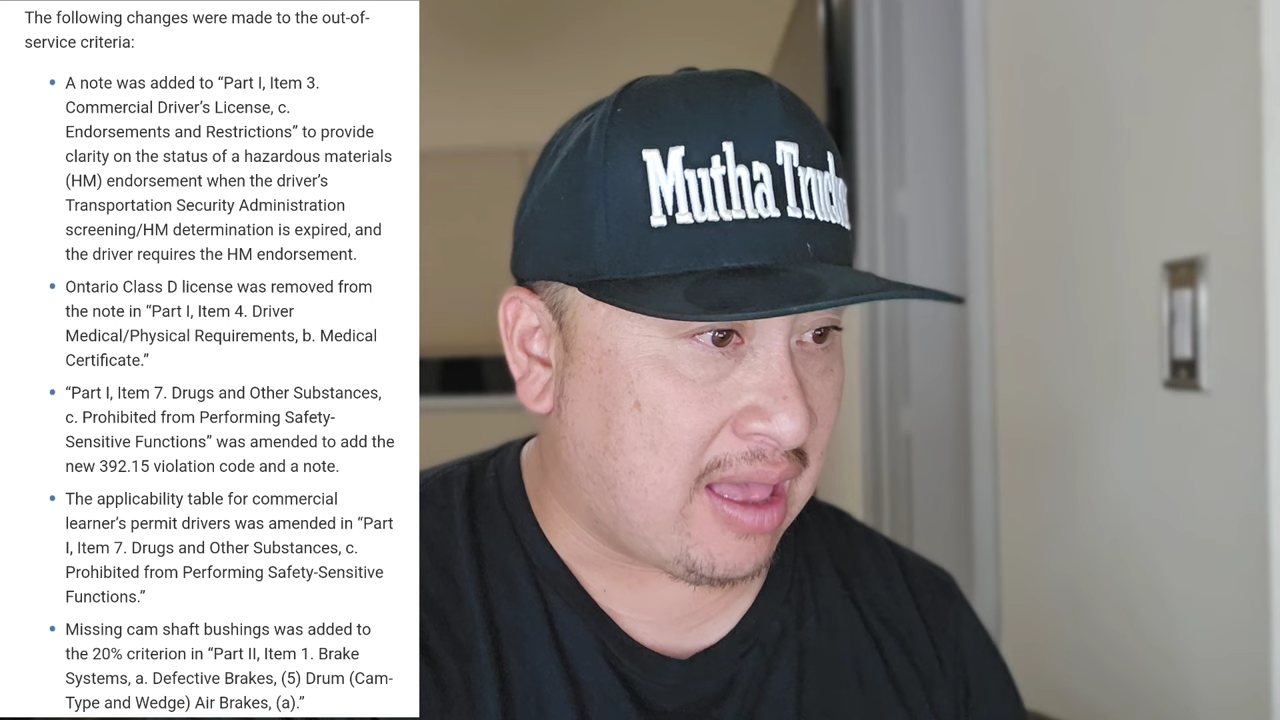 The following changes were made to the out-of-
service criteria:
• A note was added to “Part I, Item 3.
Commercial Driver’s License, c.
Endorsements and Restrictions” to provide
clarity on the status of a hazardous materials
(HM) endorsement when the driver’s
Transportation Security Administration
screening/HM determination is expired, and
the driver requires the HM endorsement.
• Ontario Class D license was removed from
the note in “Part I, Item 4. Driver
Medical/Physical Requirements, b. Medical
Certificate.”
• “Part I, Item 7. Drugs and Other Substances,
c. Prohibited from Performing Safety-
Sensitive Functions” was amended to add the
new 392.15 violation code and a note.
• The applicability table for commercial
learner’s permit drivers was amended in “Part
I, Item 7. Drugs and Other Substances, c.
Prohibited from Performing Safety-Sensitive
Functions.”
• Missing cam shaft bushings was added to
the 20% criterion in “Part II, Item 1. Brake
Systems, a. Defective Brakes, (5) Drum (Cam-
Type and Wedge) Air Brakes, (a).”
Mutha